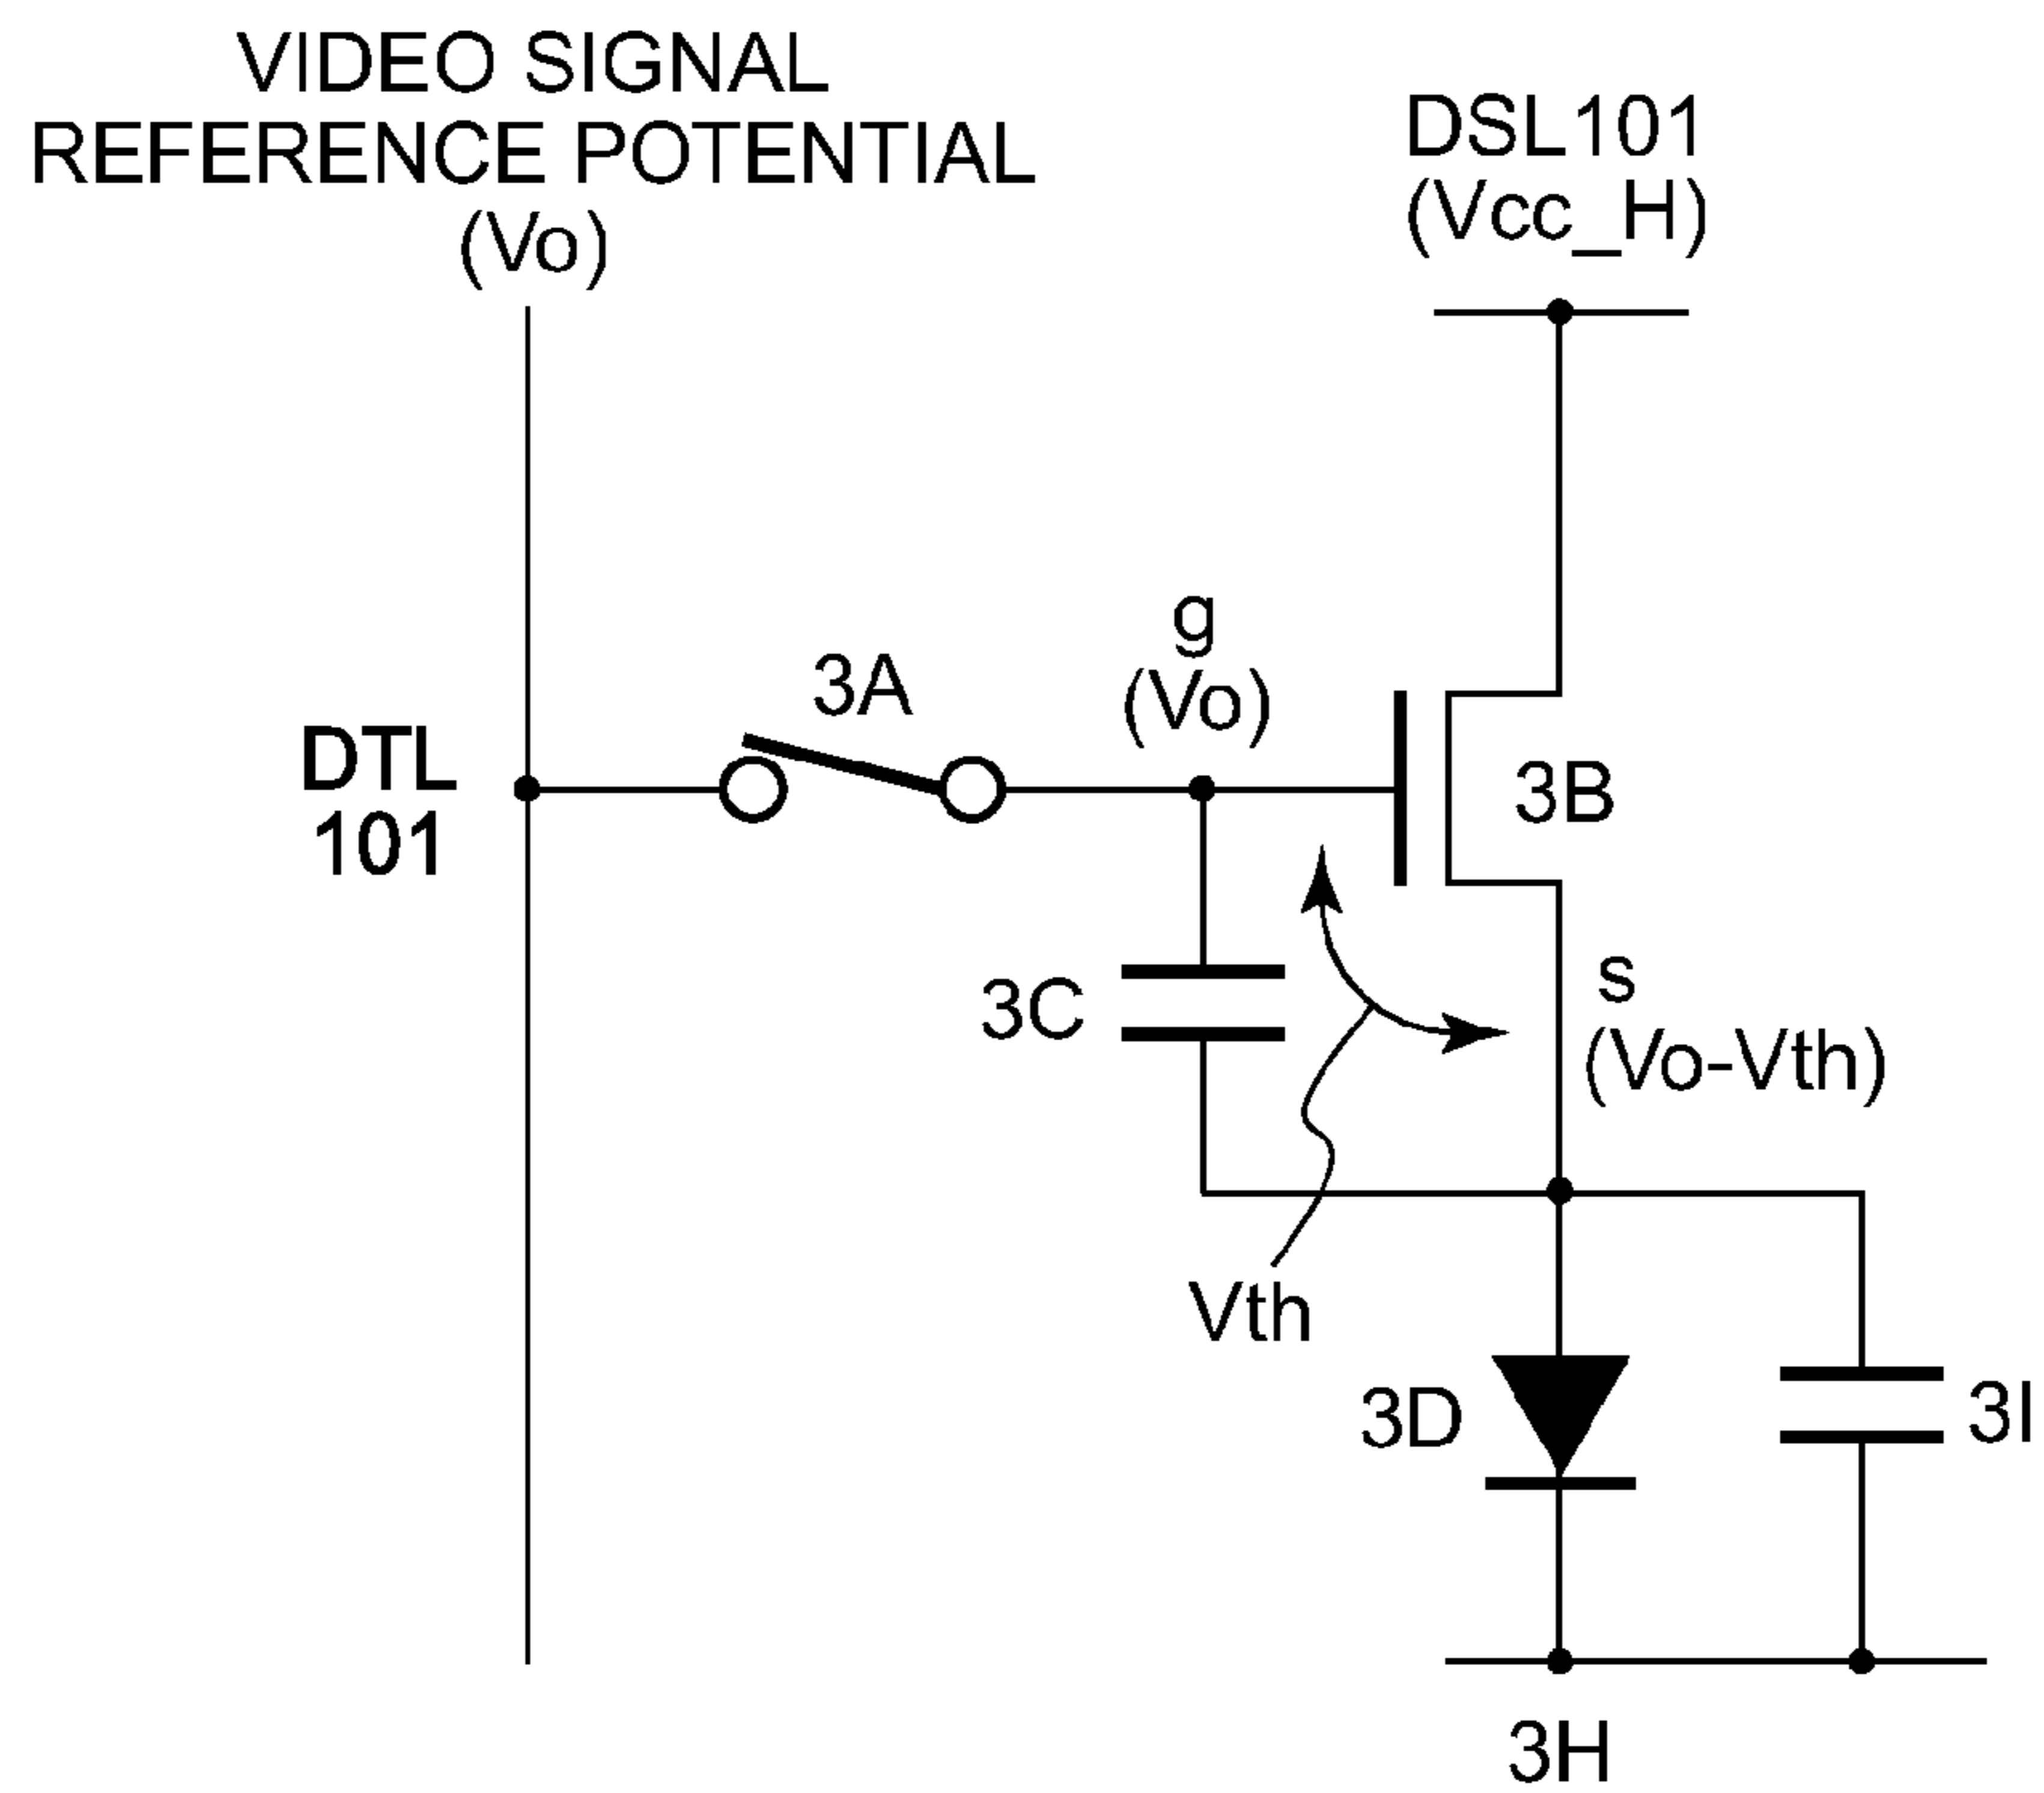 VIDEO SIGNAL
REFERENCE POTENTIAL
(Vo)
DSL101
(Vcc_H)
g
(Vo)
3A
DTL
101
3B
3C
s
(Vo-Vth)
Vth
3D
3I
3H